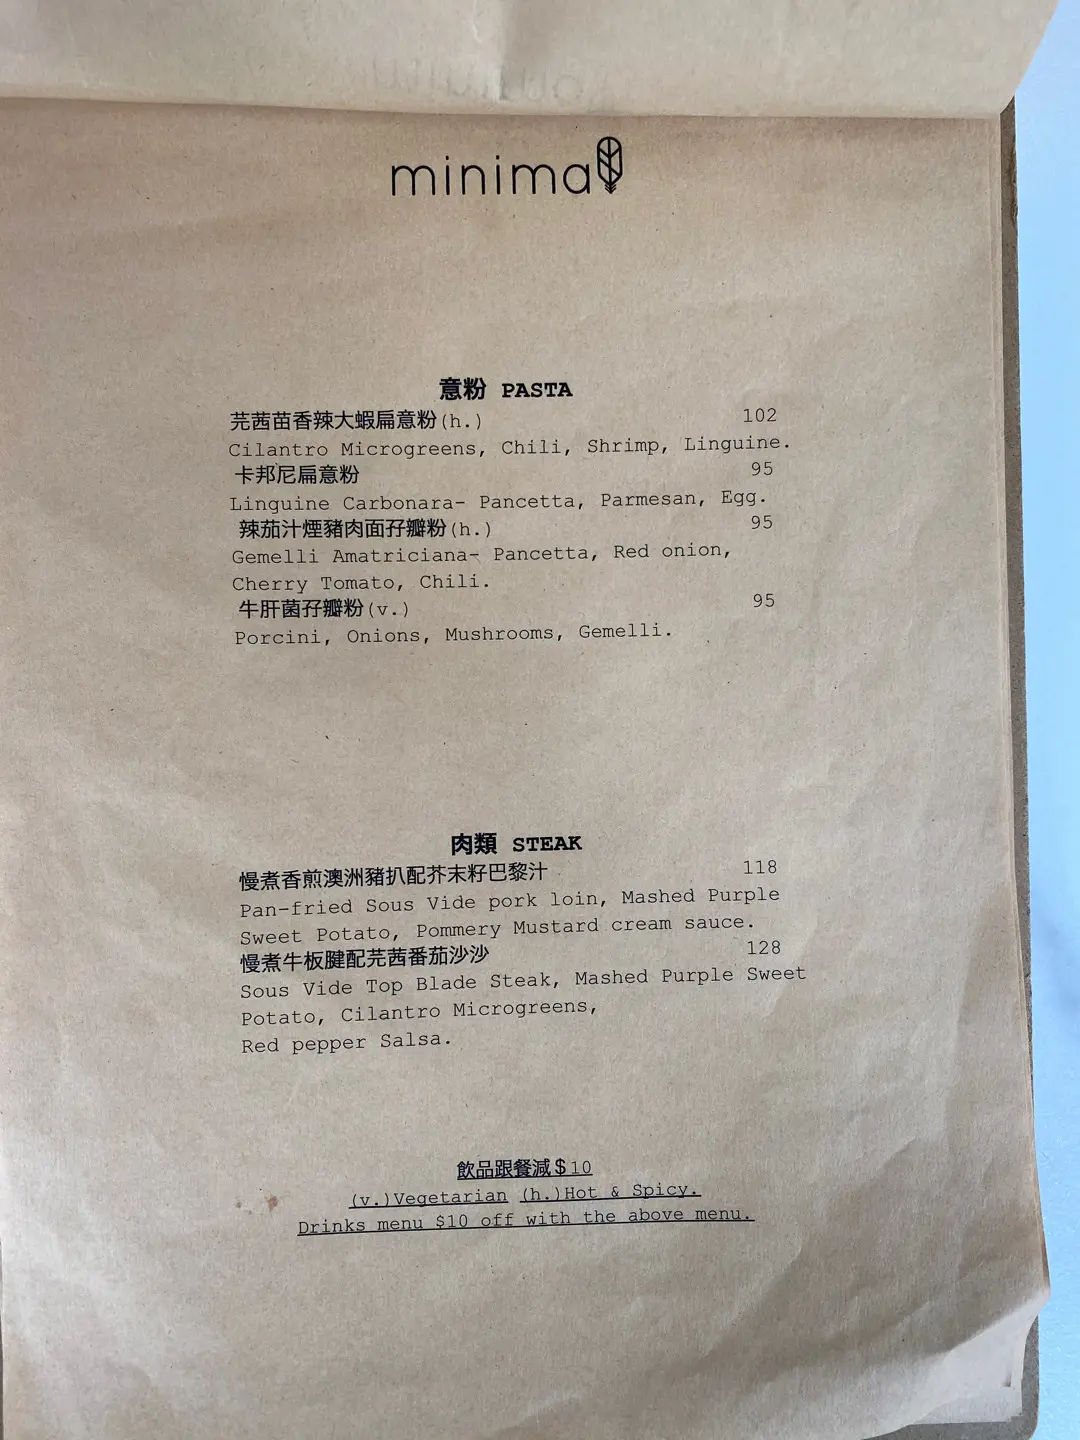 minimal
意粉 PASTA
芫茜苗香辣大蝦扁意粉(h.) 102
Cilantro Microgreens, Chili, Shrimp, Linguine.
卡邦尼扁意粉 95
Linguine Carbonara- Pancetta, Parmesan, Egg.
辣茄汁煙豬肉面孖瓣粉(h.) 95
Gemelli Amatriciana- Pancetta, Red onion,
Cherry Tomato, Chili.
牛肝菌孖瓣粉(v.) 95
Porcini, Onions, Mushrooms, Gemelli.
肉類 STEAK
慢煮香煎澳洲豬扒配芥末籽巴黎汁 118
Pan-fried Sous Vide pork loin, Mashed Purple
Sweet Potato, Pommery Mustard cream sauce.
慢煮牛板腱配芫茜番茄沙沙 128
Sous Vide Top Blade Steak, Mashed Purple Sweet
Potato, Cilantro Microgreens,
Red pepper Salsa.
飲品跟餐減$10
(v.)Vegetarian (h.)Hot & Spicy.
Drinks menu $10 off with the above menu.